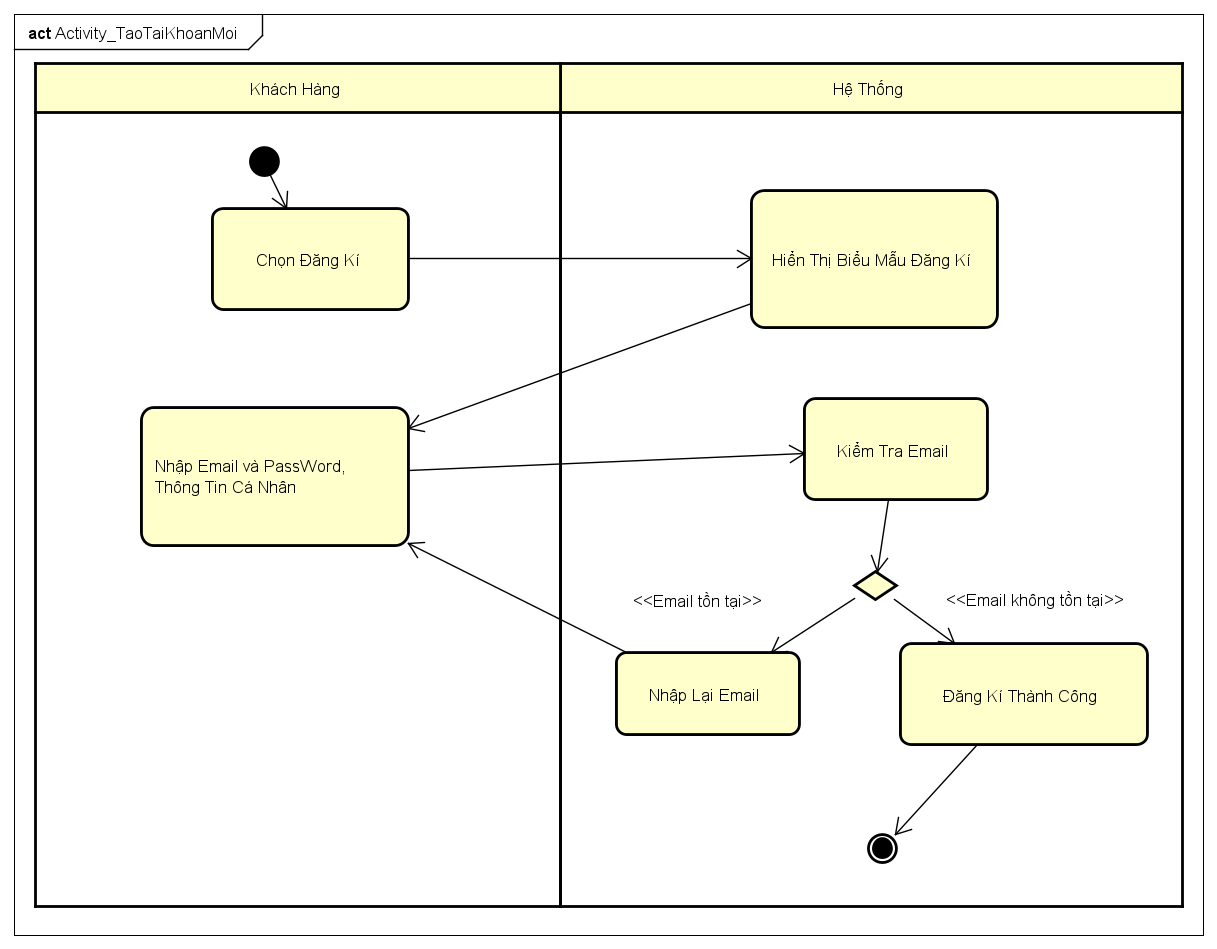 act Activity_TaoTaiKhoanMoi
Khách Hàng
Hệ Thống
Chọn Đăng Kí
Hiển Thị Biểu Mẫu Đăng Kí
Nhập Email và PassWord,
Thông Tin Cá Nhân
Kiểm Tra Email
<<Email tồn tại>>
<<Email không tồn tại>>
Nhập Lại Email
Đăng Kí Thành Công